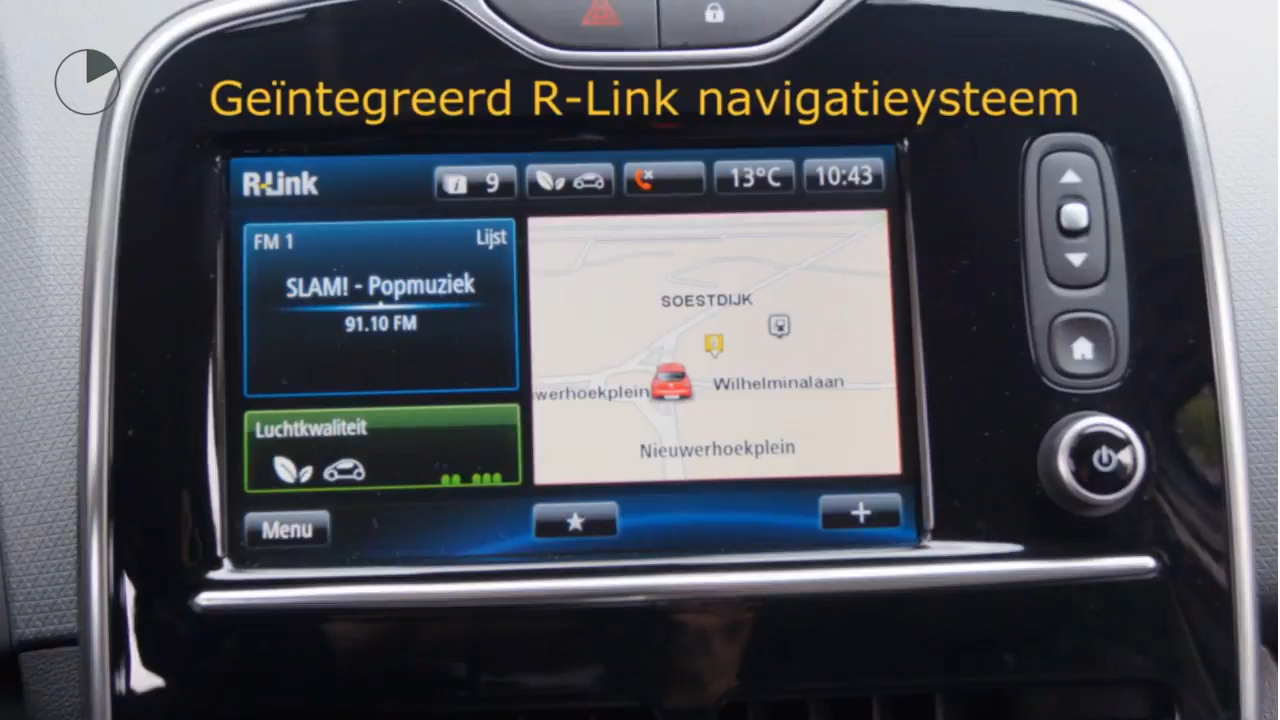 Geïntegreerd R-Link navigatieysteem
R-Link
9
13°C
10:43
FM 1
Lijst
SLAM! - Popmuziek
91.10 FM
SOESTDIJK
werhoekplein
Wilhelminalaan
Nieuwerhoekplein
Luchtkwaliteit
Menu